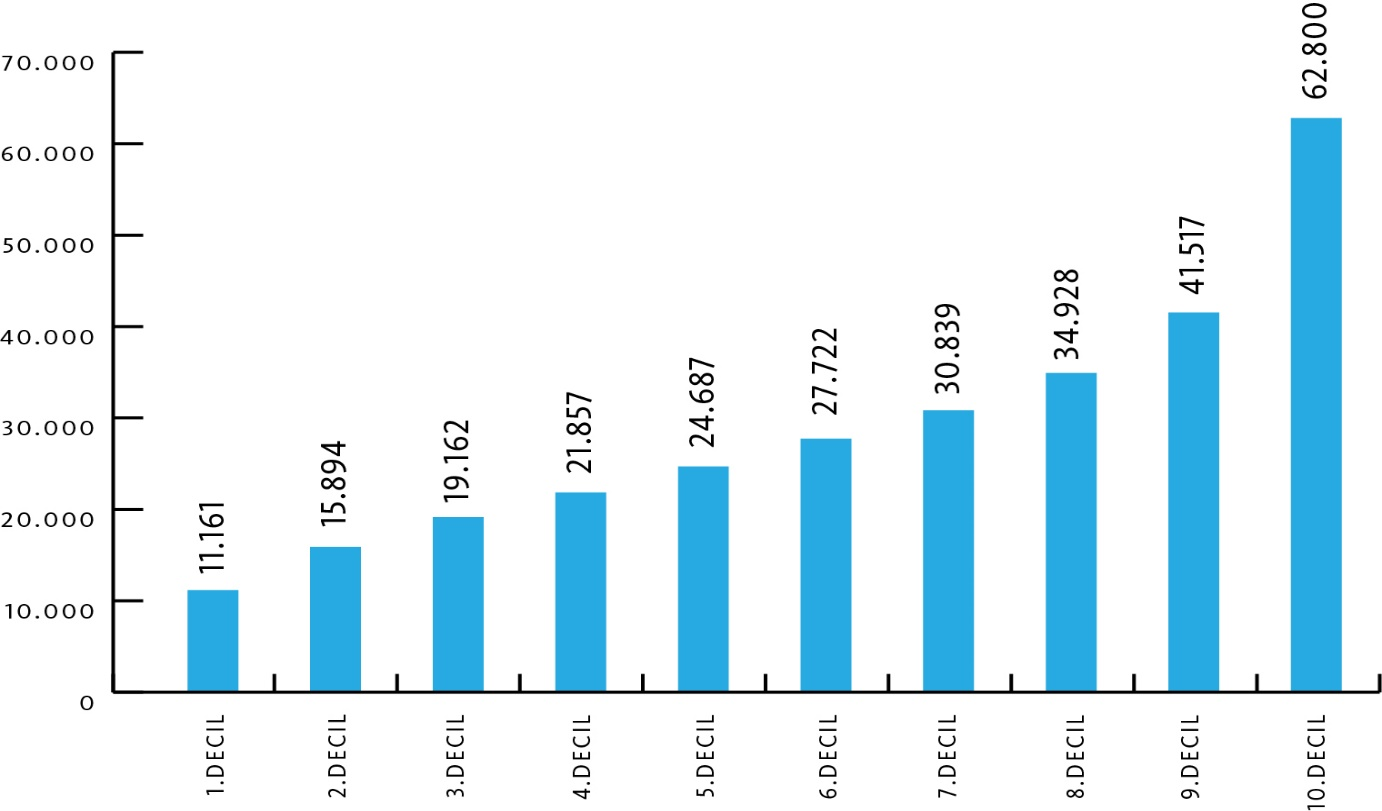 70.000
60.000
50.000
40.000
30.000
20.000
10.000
0
11.161
15.894
19.162
21.857
24.687
27.722
30.839
34.928
41.517
62.800
1.DECIL
2.DECIL
3.DECIL
4.DECIL
5.DECIL
6.DECIL
7.DECIL
8.DECIL
9.DECIL
10.DECIL